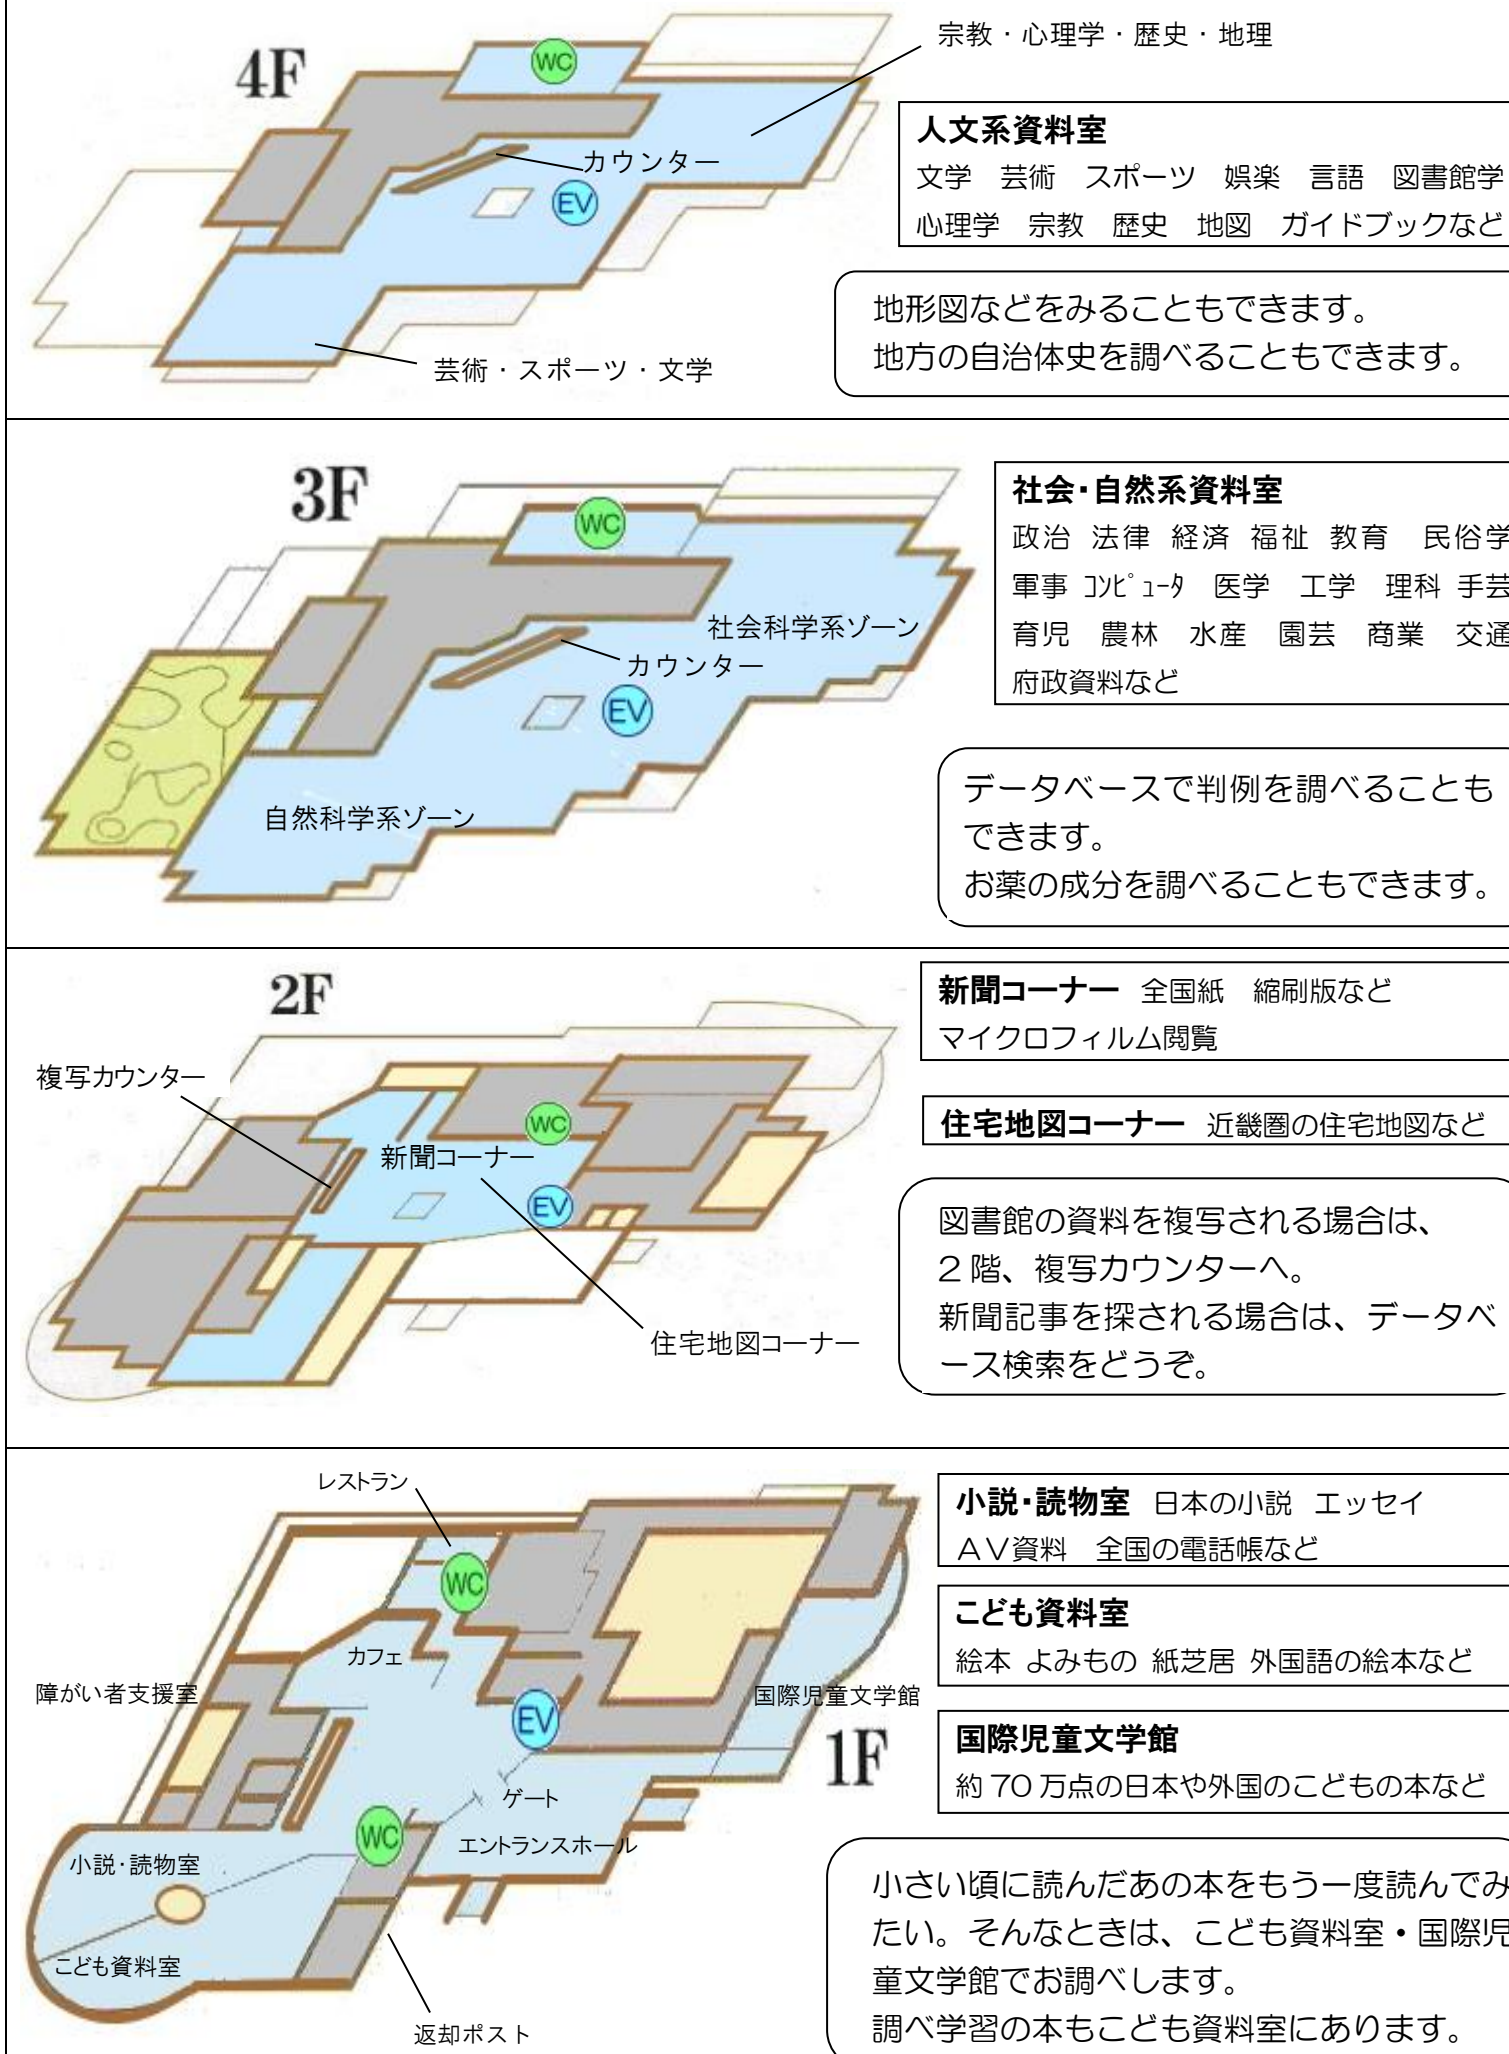 4F
WC
宗教・心理学・歴史・地理
カウンター
EV
芸術・スポーツ・文学
人文系資料室
文学　芸術　スポーツ　娯楽　言語　図書館学
心理学　宗教　歴史　地図　ガイドブックなど
地形図などをみることもできます。
地方の自治体史を調べることもできます。
3F
WC
社会科学系ゾーン
カウンター
EV
自然科学系ゾーン
社会・自然系資料室
政治 法律 経済 福祉 教育　民俗学
軍事 ｺﾝﾋﾟｭｰﾀ　医学　工学　理科 手芸
育児　農林　水産　園芸　商業　交通
府政資料など
データベースで判例を調べることも
できます。
お薬の成分を調べることもできます。
2F
複写カウンター
WC
新聞コーナー
EV
住宅地図コーナー
新聞コーナー 全国紙　縮刷版など
マイクロフィルム閲覧
住宅地図コーナー 近畿圏の住宅地図など
図書館の資料を複写される場合は、
２階、複写カウンターへ。
新聞記事を探される場合は、データベ
ース検索をどうぞ。
レストラン
WC
カフェ
障がい者支援室
EV
国際児童文学館
1F
ゲート
WC
エントランスホール
小説・読物室
こども資料室
返却ポスト
小説・読物室 日本の小説　エッセイ
ＡＶ資料　全国の電話帳など
こども資料室
絵本 よみもの 紙芝居 外国語の絵本など
国際児童文学館
約 70 万点の日本や外国のこどもの本など
小さい頃に読んだあの本をもう一度読んでみ
たい。そんなときは、こども資料室・国際児
童文学館でお調べします。
調べ学習の本もこども資料室にあります。